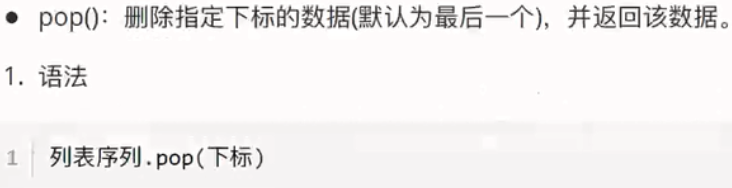 ● pop()：删除指定下标的数据(默认为最后一个)，并返回该数据。
1. 语法
1 列表序列.pop(下标)